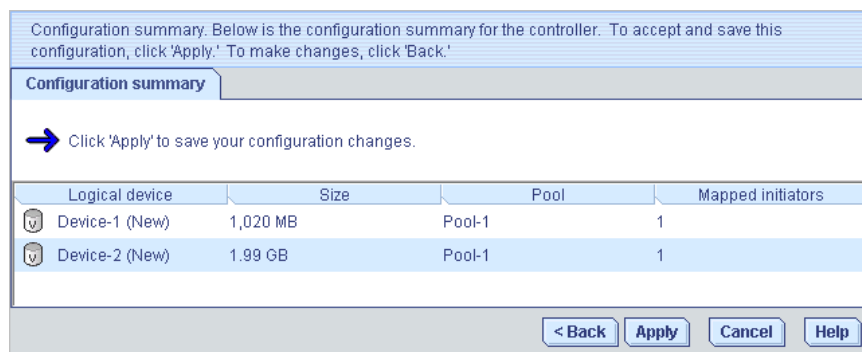 Configuration summary. Below is the configuration summary for the controller. To accept and save this
configuration, click 'Apply.' To make changes, click 'Back.'
Configuration summary
Click 'Apply' to save your configuration changes.
Logical device Size Pool Mapped initiators
v Device-1 (New) 1,020 MB Pool-1 1
v Device-2 (New) 1.99 GB Pool-1 1
< Back Apply Cancel Help